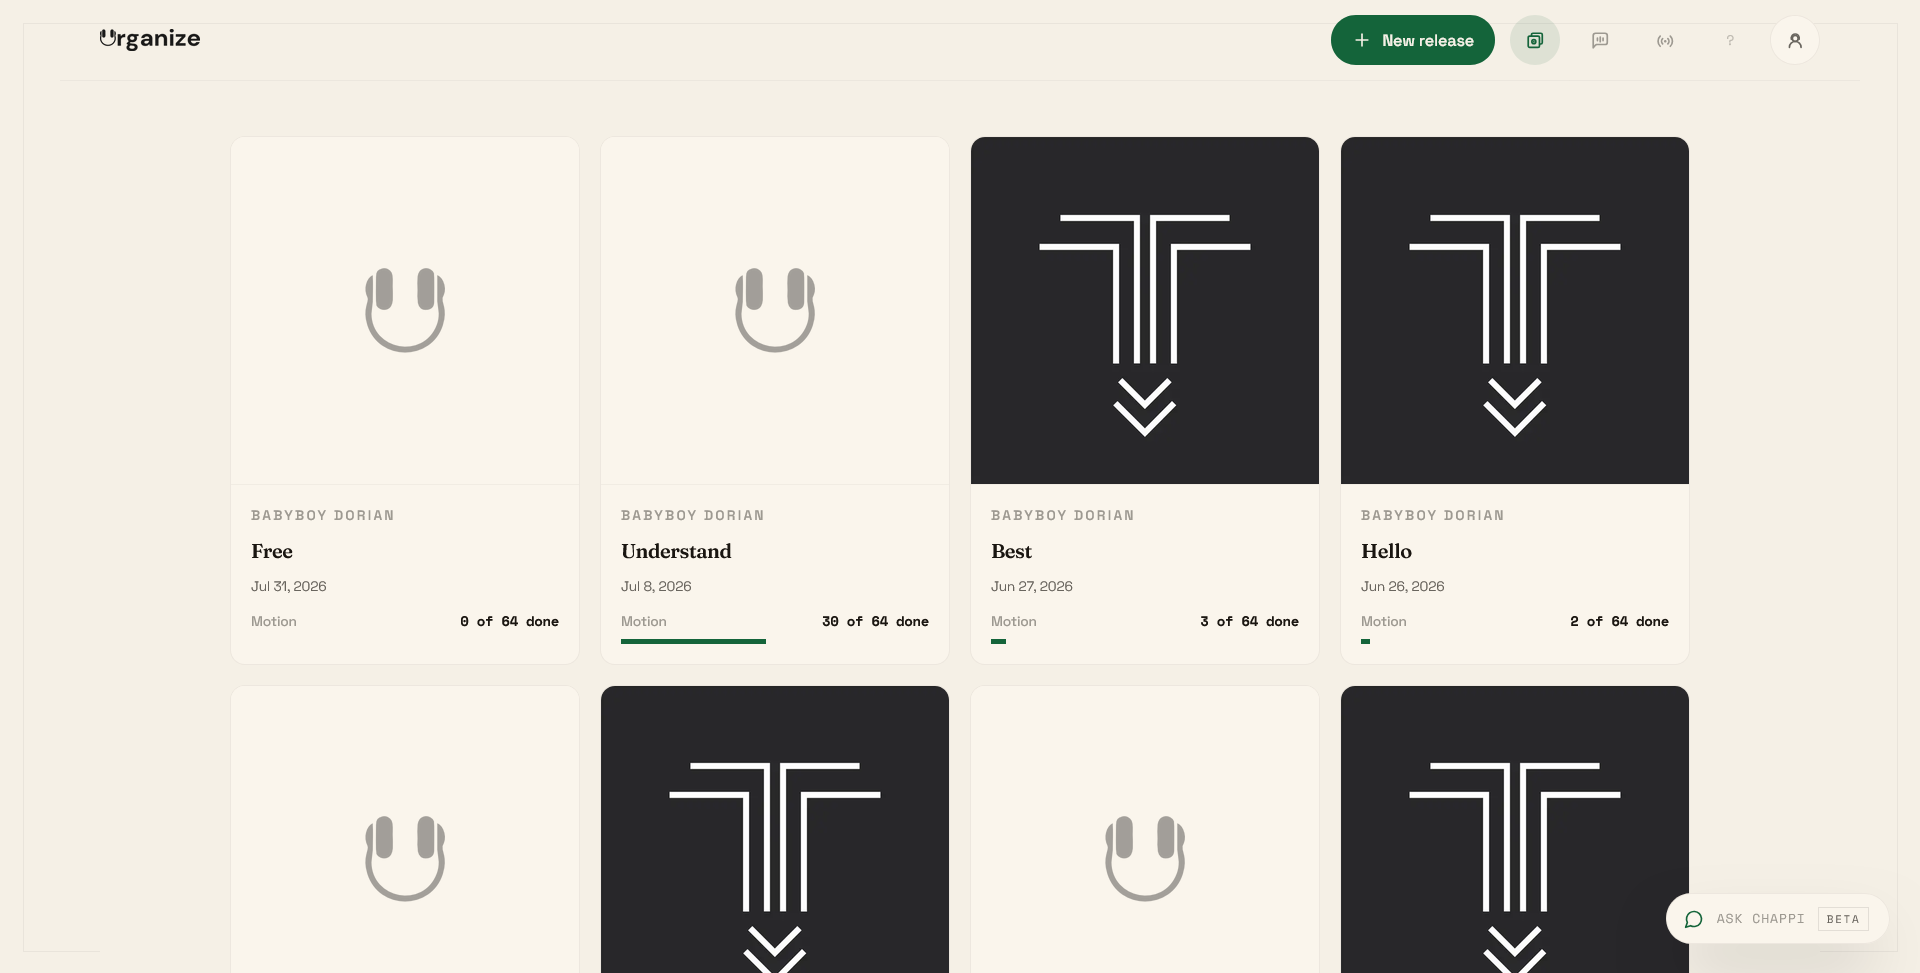 Urganize
New release
?
BABYBOY DORIAN
Free
Jul 31, 2026
Motion 0 of 64 done
BABYBOY DORIAN
Understand
Jul 8, 2026
Motion 30 of 64 done
BABYBOY DORIAN
Best
Jun 27, 2026
Motion 3 of 64 done
BABYBOY DORIAN
Hello
Jun 26, 2026
Motion 2 of 64 done
ASK CHAPPI BETA